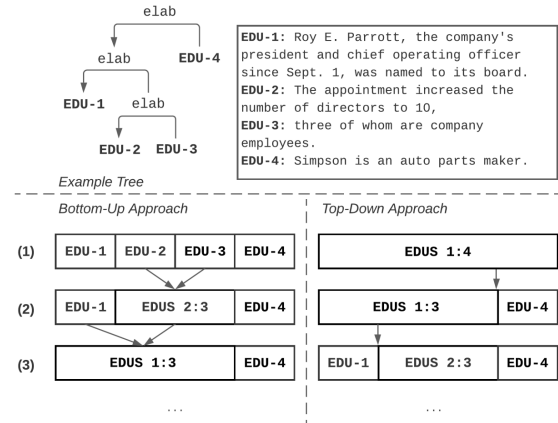 elab
elab
EDU-4
EDU-1
elab
EDU-2 EDU-3
Example Tree
EDU-1: Roy E. Parrott, the company's
president and chief operating officer
since Sept. 1, was named to its board.
EDU-2: The appointment increased the
number of directors to 10,
EDU-3: three of whom are company
employees.
EDU-4: Simpson is an auto parts maker.
Bottom-Up Approach
Top-Down Approach
(1) EDU-1 EDU-2 EDU-3 EDU-4
EDUS 1:4
(2) EDU-1 EDUS 2:3 EDU-4
EDUS 1:3 EDU-4
(3) EDUS 1:3 EDU-4
EDU-1 EDUS 2:3 EDU-4
...
...